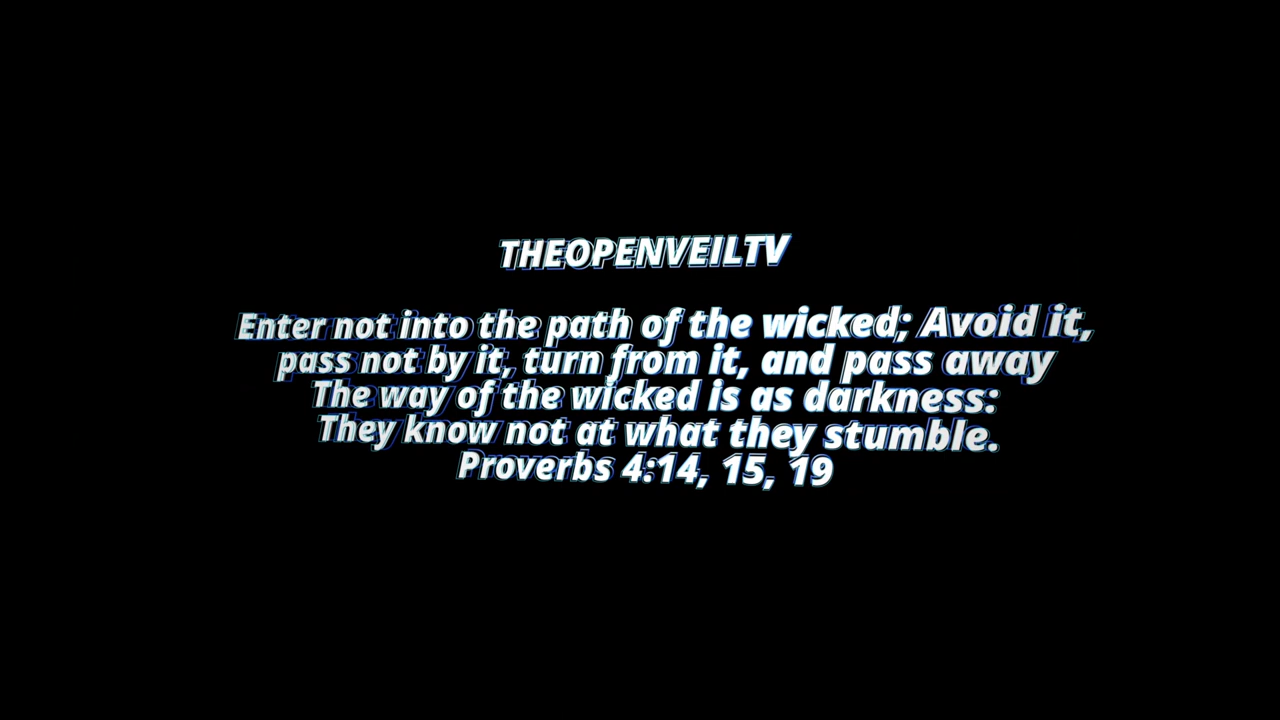 THEOPENVEILTV
Enter not into the path of the wicked; Avoid it,
pass not by it, turn from it, and pass away
The way of the wicked is as darkness:
They know not at what they stumble.
Proverbs 4:14, 15, 19